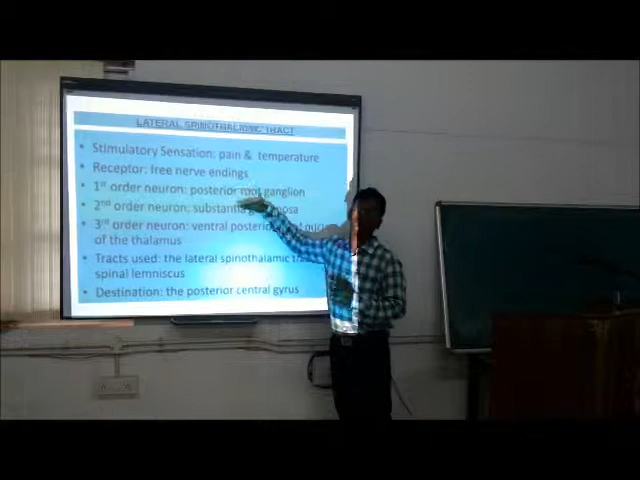 LATERAL SPINOTHALIONIC TRACT
• Stimulatory Sensation: pain & temperature
• Receptor: free nerve endings
• 1st order neuron: posterior root ganglion
• 2nd order neuron: substantia
• 3rd order neuron: ventral
of the thalamus
• Tracts used: the lateral spinothalamic
spinal lemniscus
• Destination: the posterior central gyrus